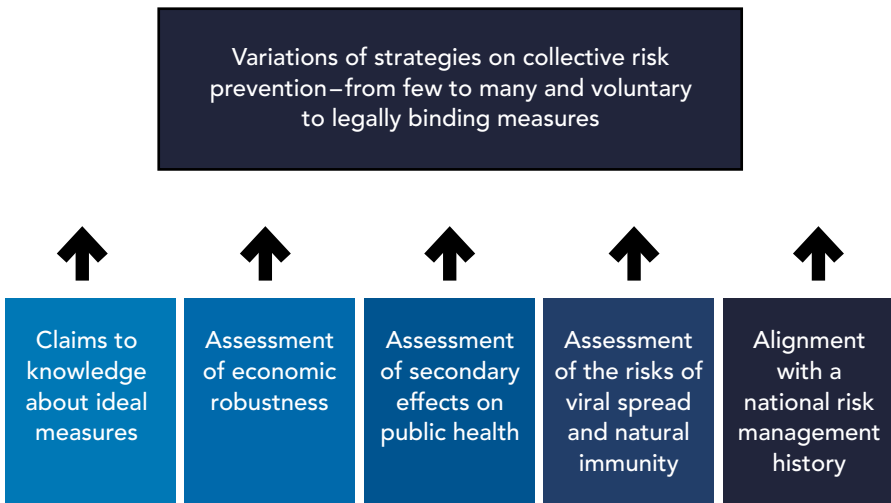 Variations of strategies on collective risk
prevention–from few to many and voluntary
to legally binding measures
Claims to
knowledge
about ideal
measures
Assessment
of economic
robustness
Assessment
of secondary
effects on
public health
Assessment
of the risks of
viral spread
and natural
immunity
Alignment
with a
national risk
management
history